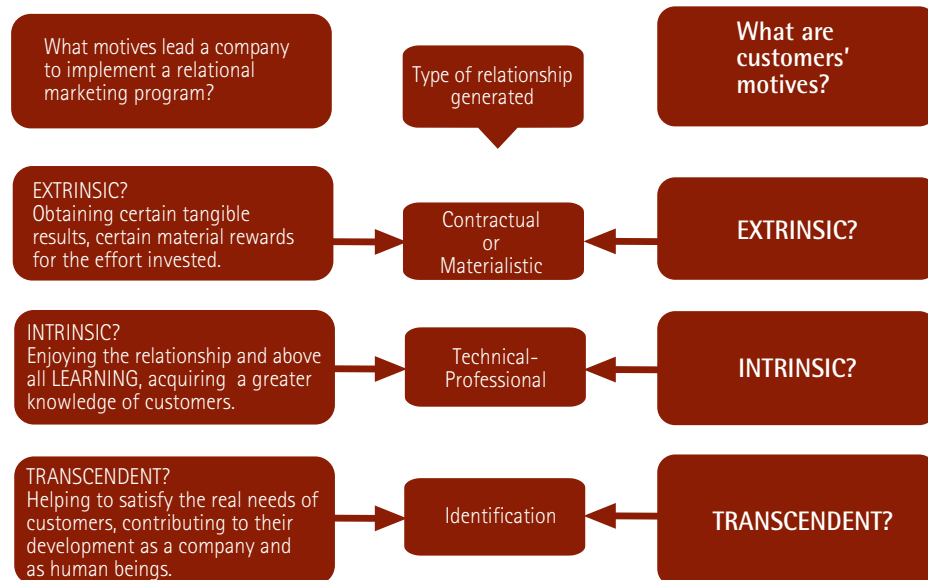 What motives lead a company
to implement a relational
marketing program?
Type of relationship
generated
What are
customers'
motives?
EXTRINSIC?
Obtaining certain tangible
results, certain material rewards
for the effort invested.
Contractual
or
Materialistic
EXTRINSIC?
INTRINSIC?
Enjoying the relationship and above
all LEARNING, acquiring a greater
knowledge of customers.
Technical-
Professional
INTRINSIC?
TRANSCENDENT?
Helping to satisfy the real needs of
customers, contributing to their
development as a company and
as human beings.
Identification
TRANSCENDENT?